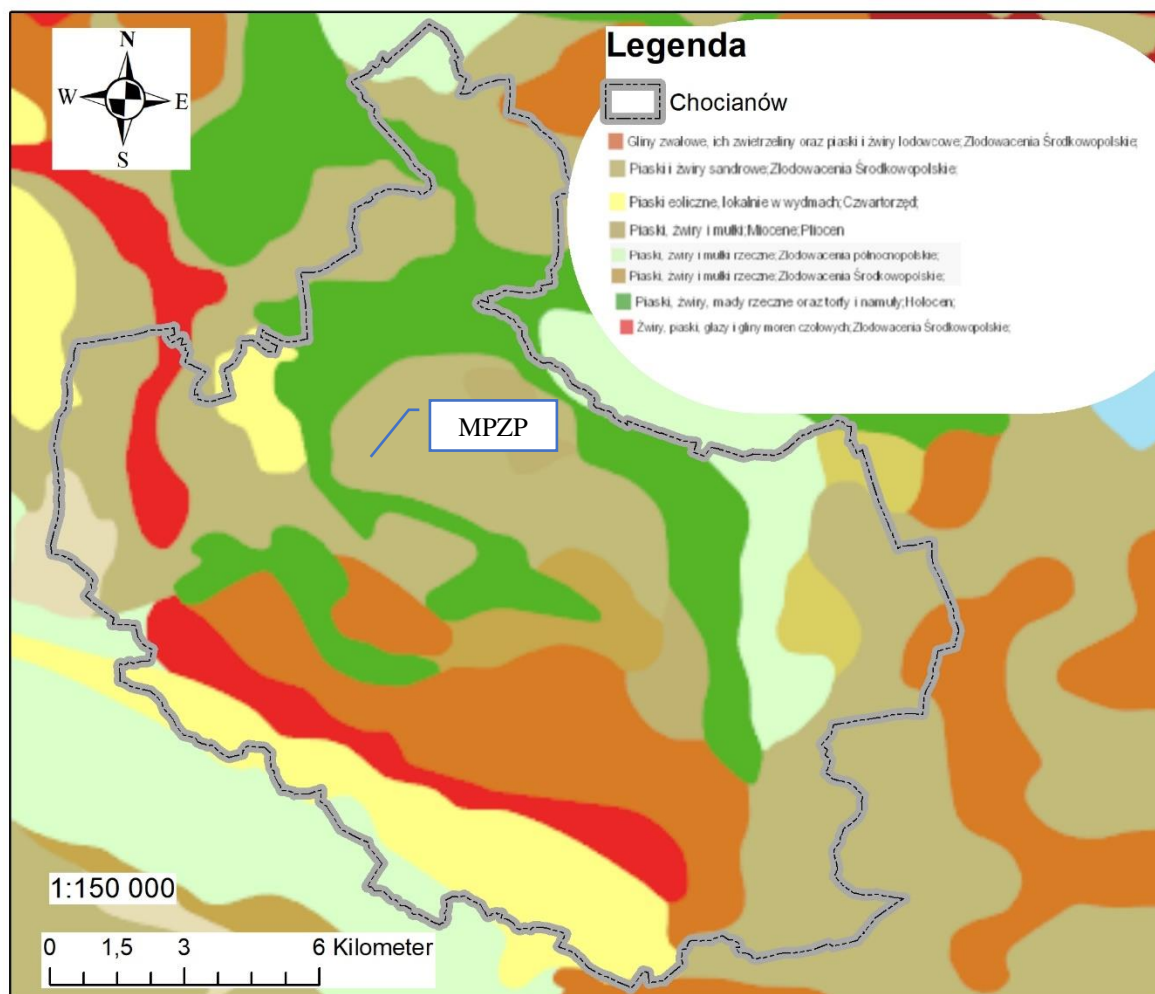 N
W E
S
Legenda
Chocianów
Gliny zwałowe, ich zwietrzeliny oraz piaski i żwiry lodowcowe;Zlodowacenia Środkowopolskie;
Piaski i żwiry sandrowe;Zlodowacenia Środkowopolskie;
Piaski eoliczne, lokalnie w wydmach;Czwartorzęd;
Piaski, żwiry i mułki;Miocene;Pliocen
Piaski, żwiry i mułki rzeczne;Zlodowacenia północnopolskie;
Piaski, żwiry i mułki rzeczne;Zlodowacenia Środkowopolskie;
Piaski, żwiry, mady rzeczne oraz torfy i namuły;Holocen;
Żwiry, piaski, głazy i gliny moren czołowych;Zlodowacenia Środkowopolskie;
MPZP
1:150 000
0 1,5 3 6 Kilometer